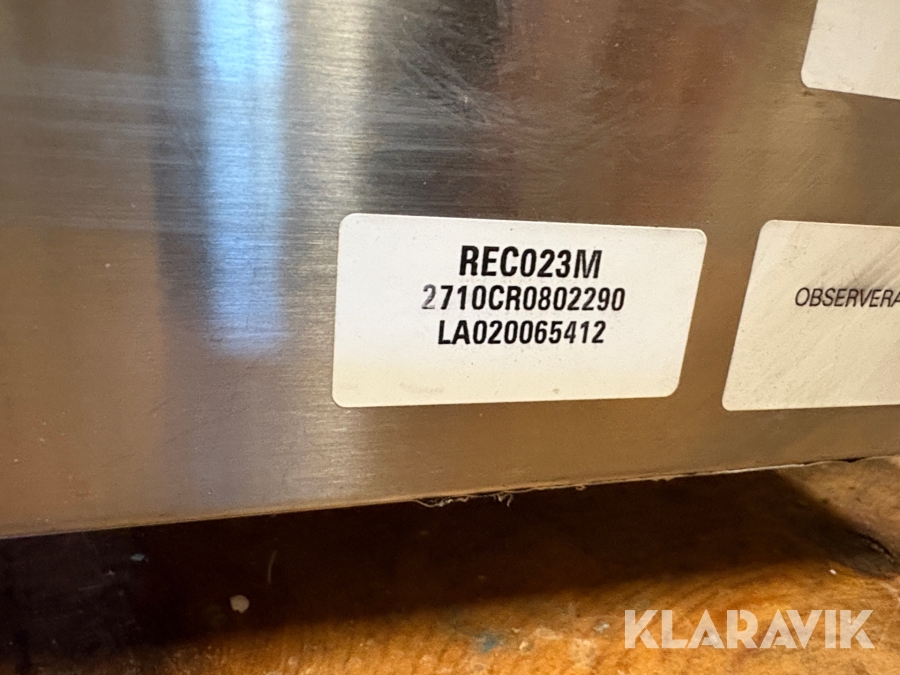 REC023M
2710CR0802290
LA020065412
OBSERVERA
KLARAVIK